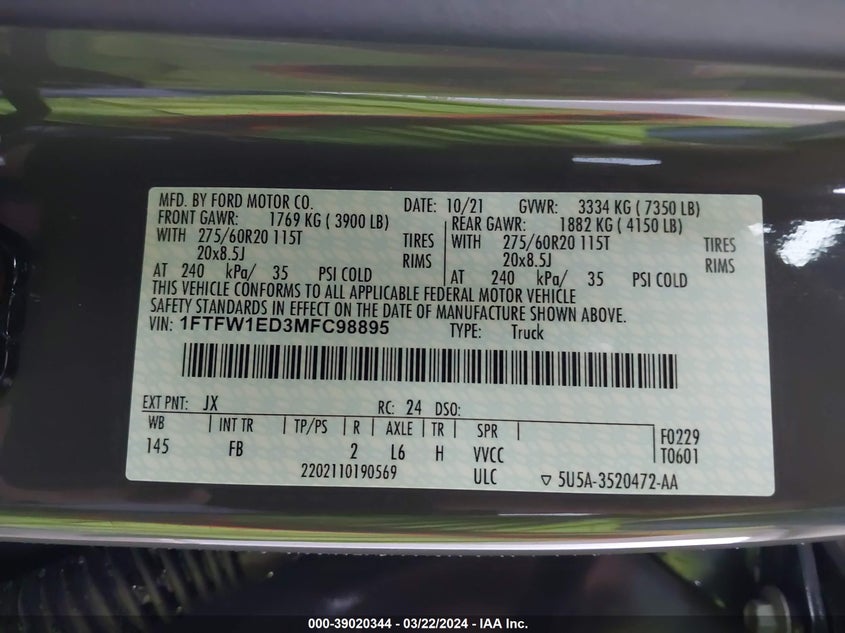 MFD. BY FORD MOTOR CO. DATE: 10/21 GVWR: 3334 KG ( 7350 LB)
FRONT GAWR: 1769 KG ( 3900 LB) REAR GAWR: 1882 KG ( 4150 LB)
WITH 275/60R20 115T TIRES WITH 275/60R20 115T TIRES
20x8.5J RIMS 20x8.5J RIMS
AT 240 kPa/ 35 PSI COLD AT 240 kPa/ 35 PSI COLD
THIS VEHICLE CONFORMS TO ALL APPLICABLE FEDERAL MOTOR VEHICLE
SAFETY STANDARDS IN EFFECT ON THE DATE OF MANUFACTURE SHOWN ABOVE.
VIN: 1FTFW1ED3MFC98895 TYPE: Truck
EXT PNT: JX RC: 24 DSO:
WB INT TR TP/PS R AXLE TR SPR F0229
145 FB 2 L6 H VVCC T0601
2202110190569 ULC ▽ 5U5A-3520472-AA
000-39020344 - 03/22/2024 - IAA Inc.